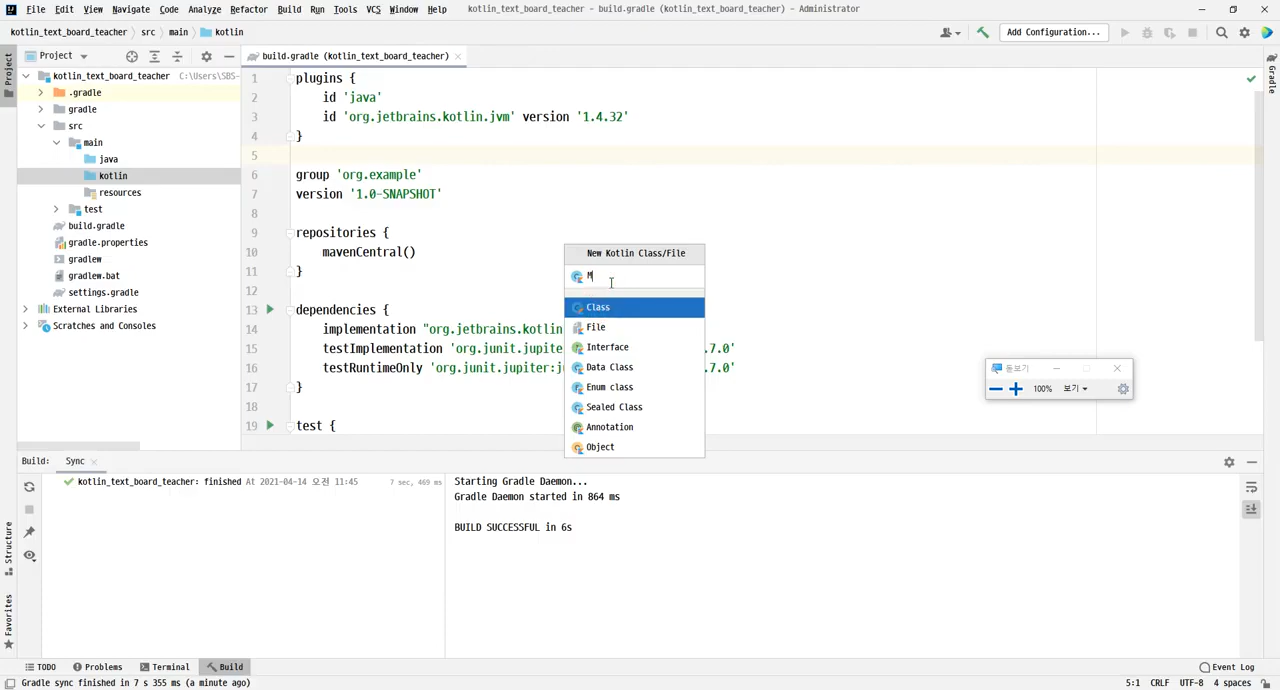 File Edit View Navigate Code Analyze Refactor Build Run Tools VCS Window Help kotlin_text_board_teacher - build.gradle (kotlin_text_board_teacher) - Administrator
kotlin_text_board_teacher src main kotlin
Add Configuration...
Project
build.gradle (kotlin_text_board_teacher)
Project
Gradle
kotlin_text_board_teacher C:\Users\SBS-
.gradle
gradle
src
main
java
kotlin
resources
test
build.gradle
gradle.properties
gradlew
gradlew.bat
settings.gradle
External Libraries
Scratches and Consoles
1 plugins {
2 id 'java'
3 id 'org.jetbrains.kotlin.jvm' version '1.4.32'
4 }
5
6 group 'org.example'
7 version '1.0-SNAPSHOT'
8
9 repositories {
10 mavenCentral()
11 }
12
13 dependencies {
14 implementation "org.jetbrains.kotlin
15 testImplementation 'org.junit.jupiter .7.0'
16 testRuntimeOnly 'org.junit.jupiter:j .7.0'
17 }
18
19 test {
New Kotlin Class/File
M
Class
File
Interface
Data Class
Enum class
Sealed Class
Annotation
Object
돋보기
100% 보기
Build: Sync
kotlin_text_board_teacher: finished At 2021-04-14 오전 11:45 7 sec, 469 ms
Starting Gradle Daemon...
Gradle Daemon started in 864 ms
BUILD SUCCESSFUL in 6s
Structure
Favorites
TODO Problems Terminal Build Event Log
Gradle sync finished in 7 s 355 ms (a minute ago) 5:1 CRLF UTF-8 4 spaces